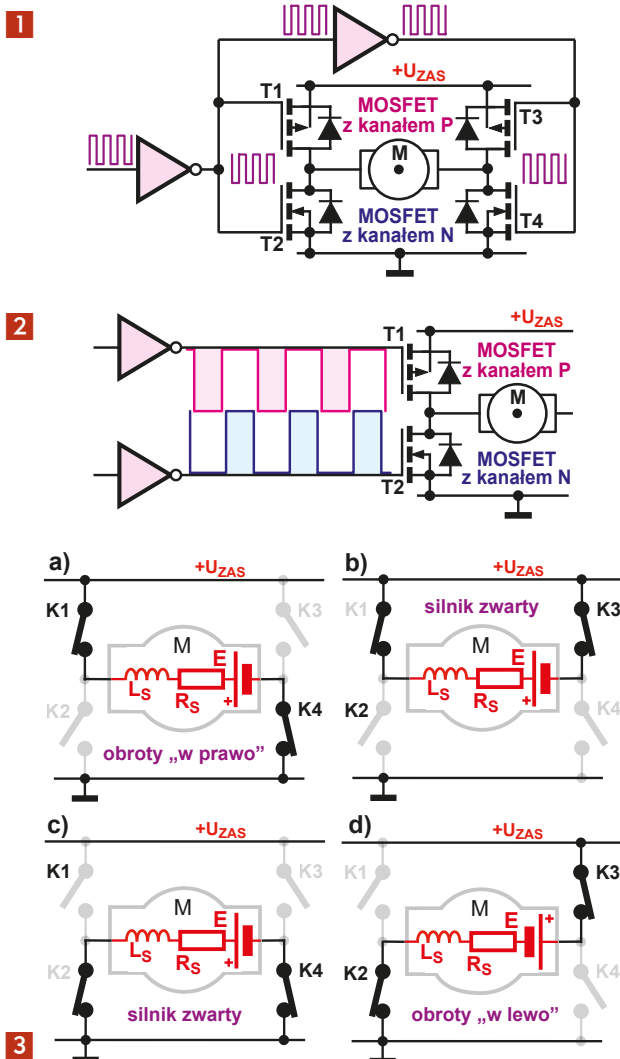 1
+UZAS
T1
MOSFET
z kanałem P
T3
M
MOSFET
z kanałem N
T2
T4
2
+UZAS
T1
MOSFET
z kanałem P
M
MOSFET
z kanałem N
T2
a)
+UZAS
K1
K3
M
E
LS
RS
+
K2
K4
obroty „w prawo”
b)
+UZAS
K1
silnik zwarty
K3
M
E
LS
RS
+
K2
K4
c)
+UZAS
K1
K3
M
E
LS
RS
+
K2
K4
silnik zwarty
d)
+UZAS
K1
K3
M
E
+
LS
RS
K2
K4
obroty „w lewo”
3